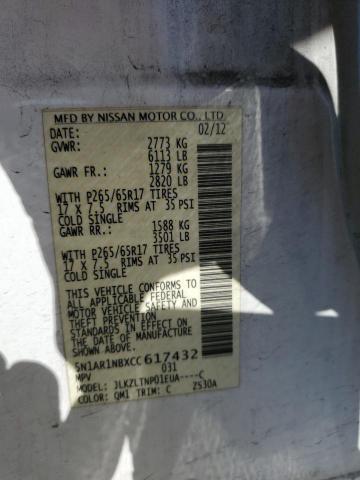 MFD BY NISSAN MOTOR CO., LTD
DATE: 02/12
GVWR: 2773 KG
6113 LB
GAWR FR.: 1279 KG
2820 LB
WITH P265/65R17 TIRES
17 X 7.5 RIMS AT 35 PSI
COLD SINGLE
GAWR RR.: 1588 KG
3501 LB
WITH P265/65R17 TIRES
17 X 7.5 RIMS AT 35 PSI
COLD SINGLE
THIS VEHICLE CONFORMS TO
ALL APPLICABLE FEDERAL
MOTOR VEHICLE SAFETY AND
THEFT PREVENTION
STANDARDS IN EFFECT ON
THE DATE OF MANUFACTURE
SHOWN ABOVE.
5N1AR1NBXCC617432
MPV 031
MODEL: JLKZLTNP01EUA----C
COLOR: QM1 TRIM: C ZS30A